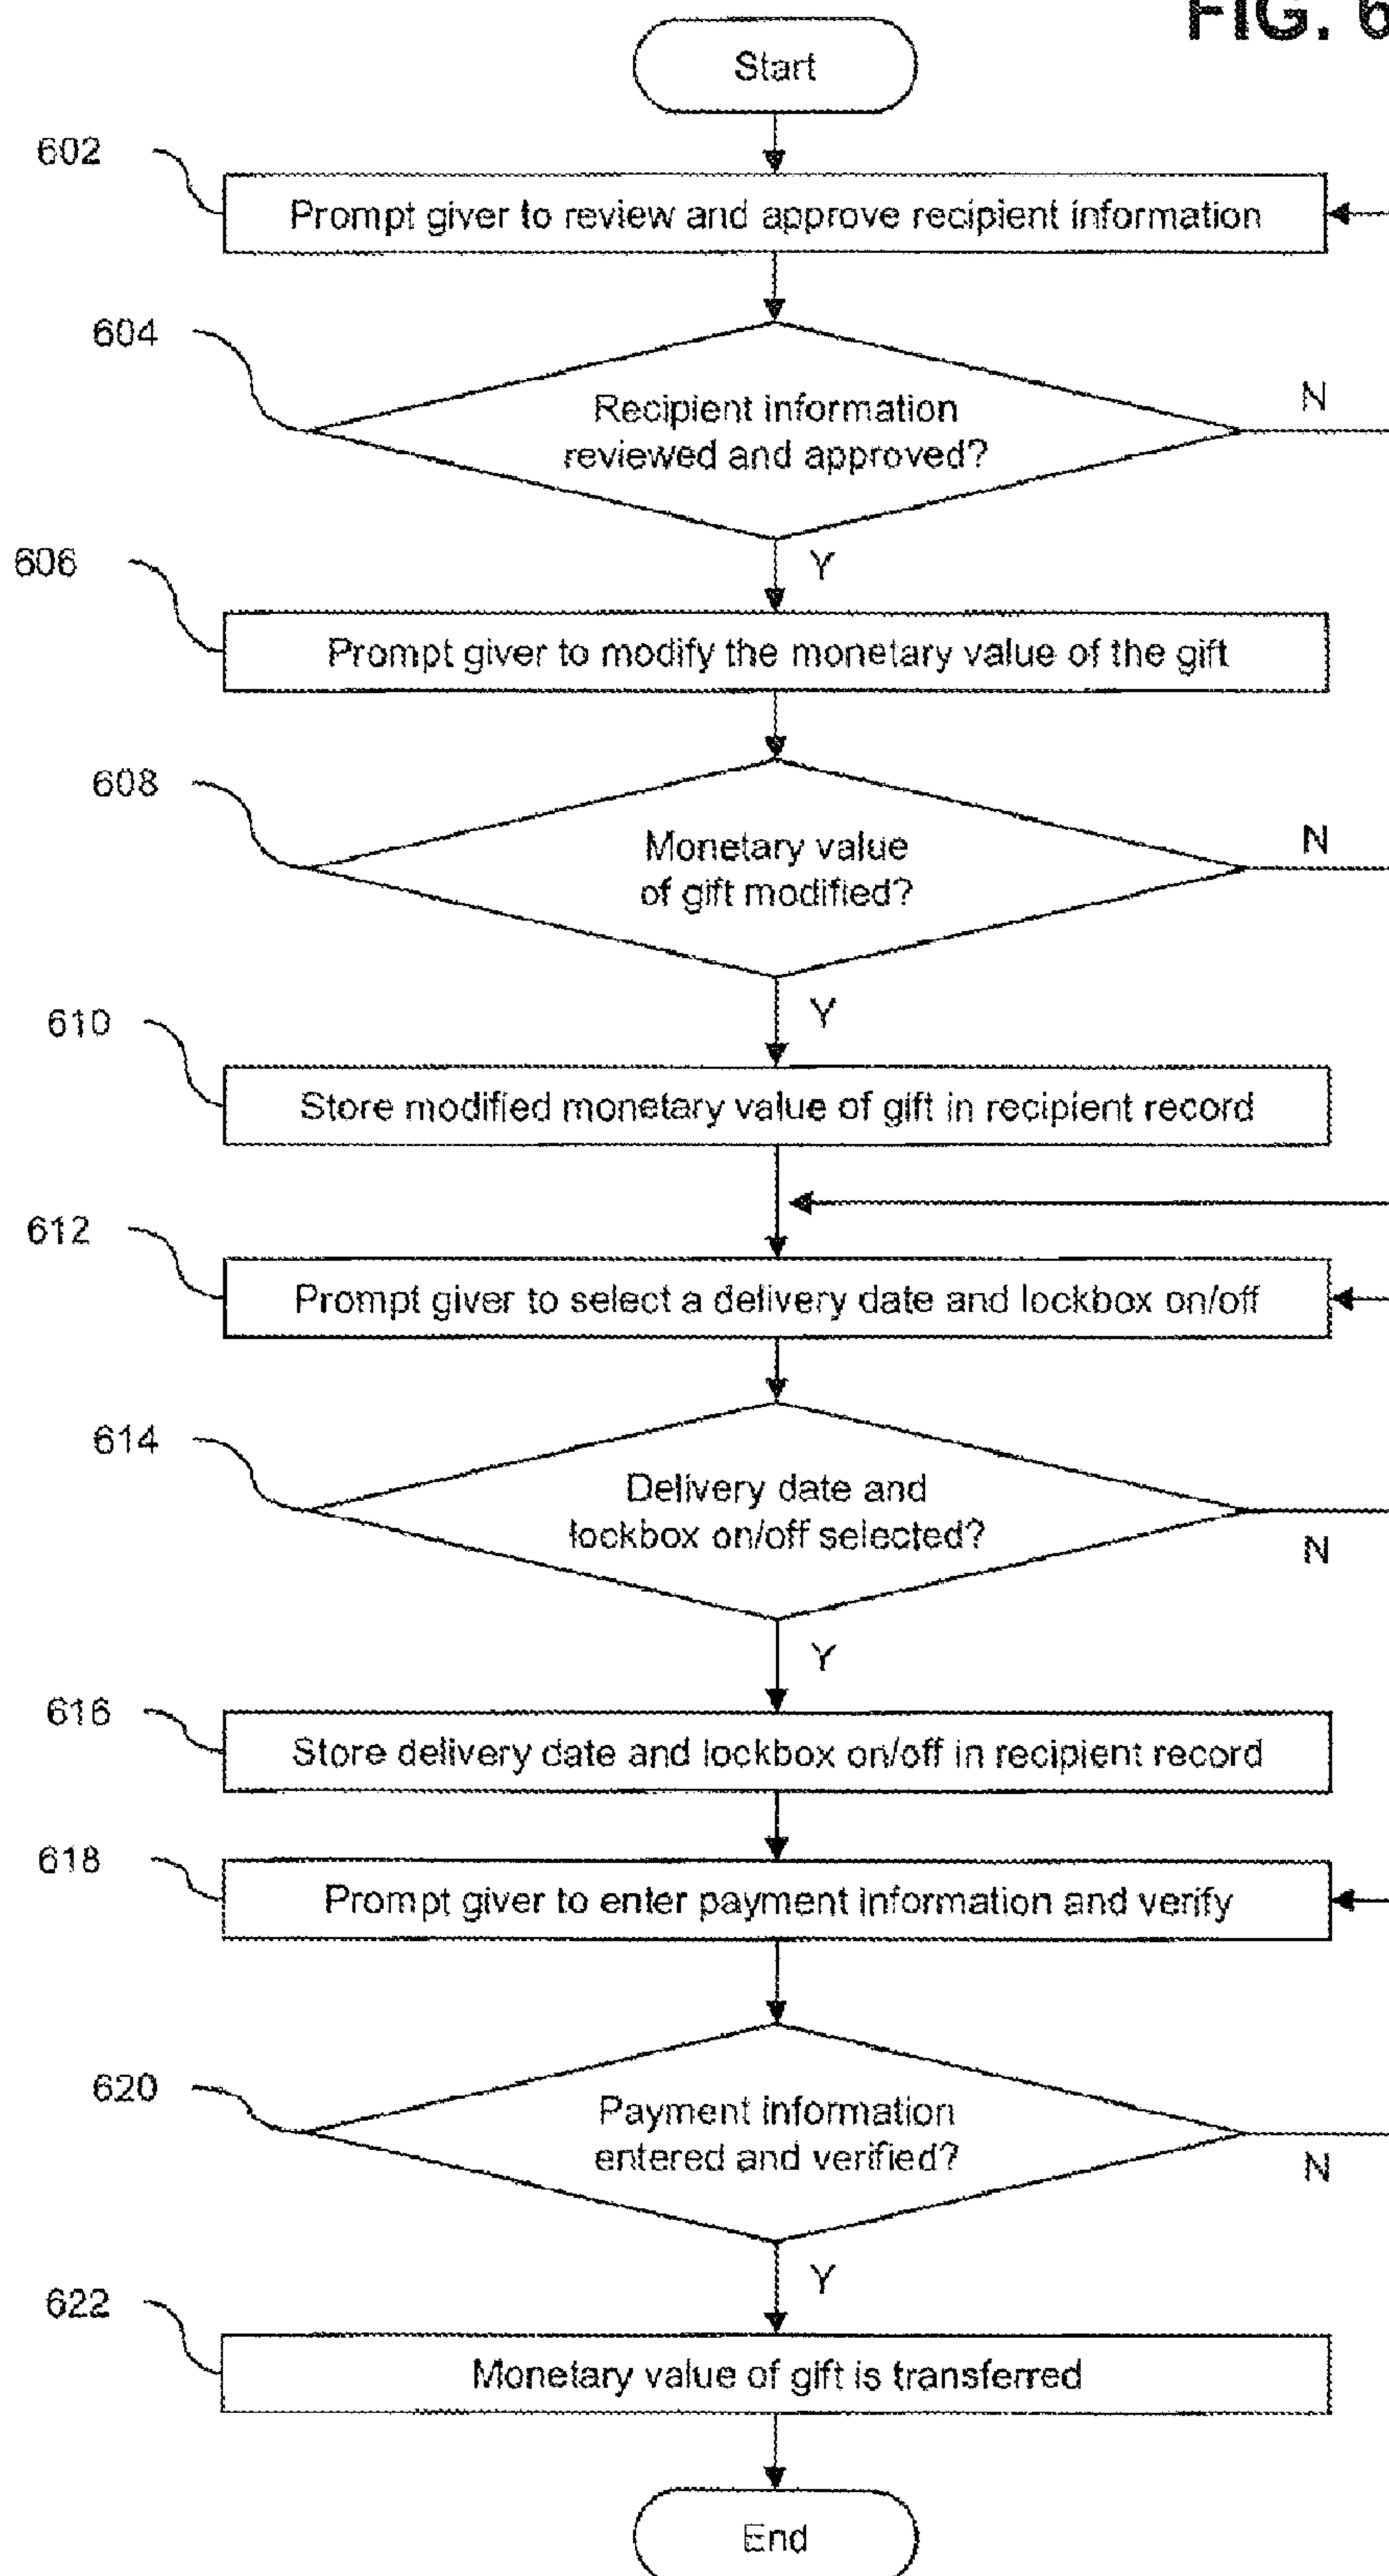 FIG. 6
Start
602
Prompt giver to review and approve recipient information
604
Recipient information
reviewed and approved?
N
Y
606
Prompt giver to modify the monetary value of the gift
608
Monetary value
of gift modified?
N
Y
610
Store modified monetary value of gift in recipient record
612
Prompt giver to select a delivery date and lockbox on/off
614
Delivery date and
lockbox on/off selected?
N
Y
616
Store delivery date and lockbox on/off in recipient record
618
Prompt giver to enter payment information and verify
620
Payment information
entered and verified?
N
Y
622
Monetary value of gift is transferred
End